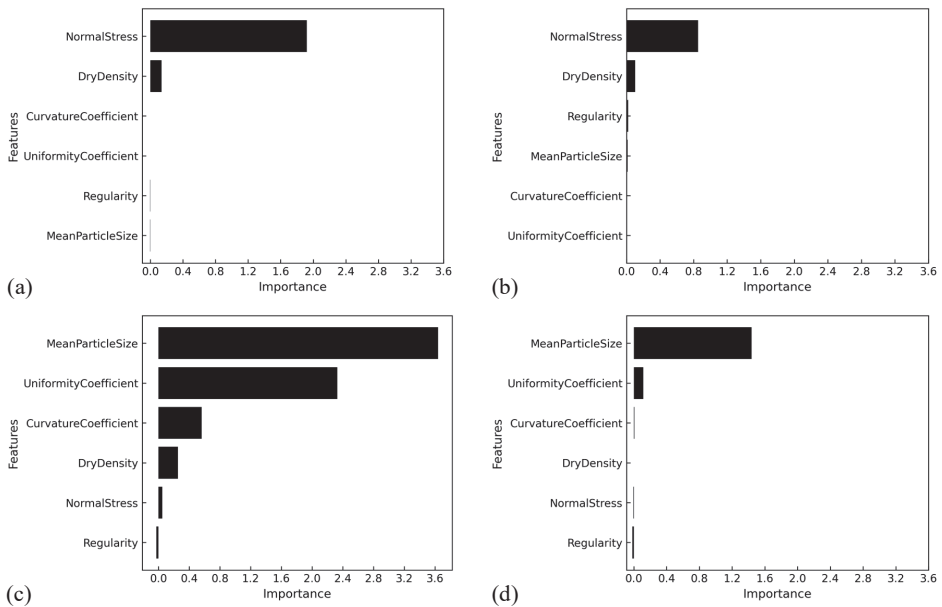 Features
NormalStress
DryDensity
CurvatureCoefficient
UniformityCoefficient
Regularity
MeanParticleSize
0.0 0.4 0.8 1.2 1.6 2.0 2.4 2.8 3.2 3.6
Importance
(a)
Features
NormalStress
DryDensity
Regularity
MeanParticleSize
CurvatureCoefficient
UniformityCoefficient
0.0 0.4 0.8 1.2 1.6 2.0 2.4 2.8 3.2 3.6
Importance
(b)
Features
MeanParticleSize
UniformityCoefficient
CurvatureCoefficient
DryDensity
NormalStress
Regularity
0.0 0.4 0.8 1.2 1.6 2.0 2.4 2.8 3.2 3.6
Importance
(c)
Features
MeanParticleSize
UniformityCoefficient
CurvatureCoefficient
DryDensity
NormalStress
Regularity
0.0 0.4 0.8 1.2 1.6 2.0 2.4 2.8 3.2 3.6
Importance
(d)